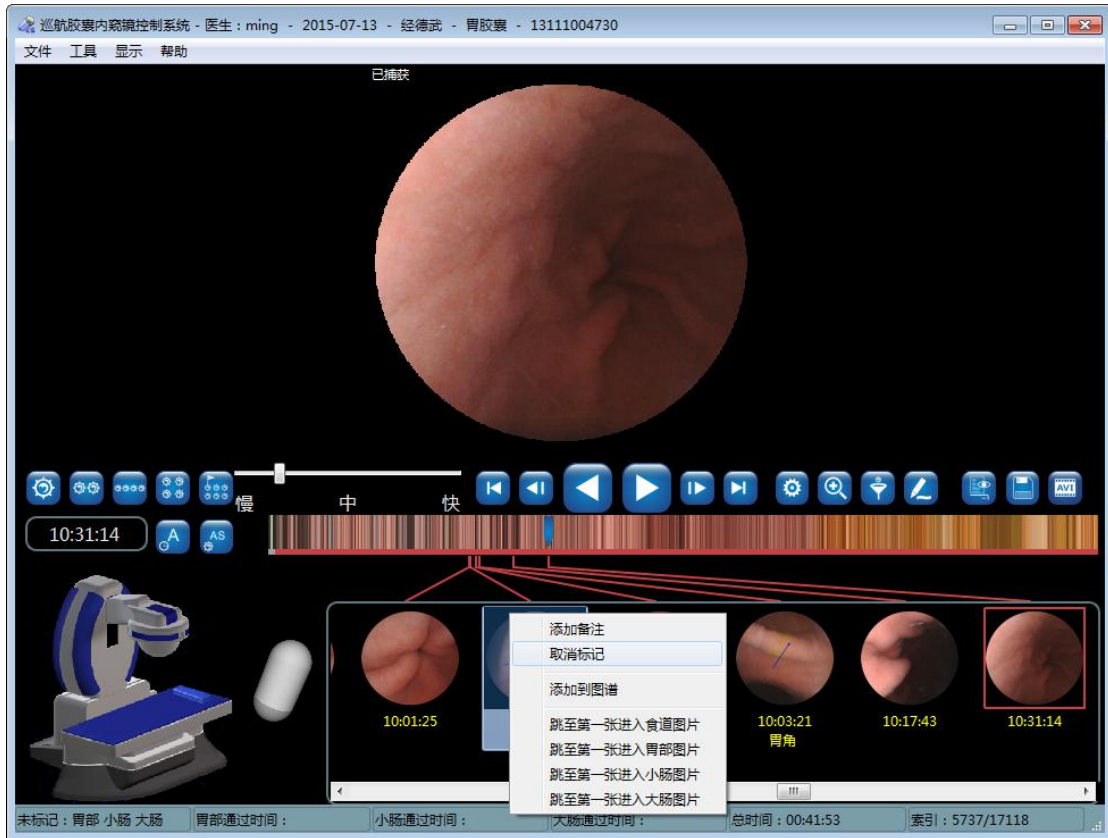 巡航胶囊内窥镜控制系统 - 医生：ming - 2015-07-13 - 经德武 - 胃胶囊 - 13111004730
文件 工具 显示 帮助
已捕获
慢 中 快
AVI
10:31:14
A
AS
添加备注
取消标记
添加到图谱
跳至第一张进入食道图片
跳至第一张进入胃部图片
跳至第一张进入小肠图片
跳至第一张进入大肠图片
10:01:25
10:03:21
胃角
10:17:43
10:31:14
未标记：胃部 小肠 大肠 胃部通过时间： 小肠通过时间： 大肠通过时间： 总时间：00:41:53 索引：5737/17118